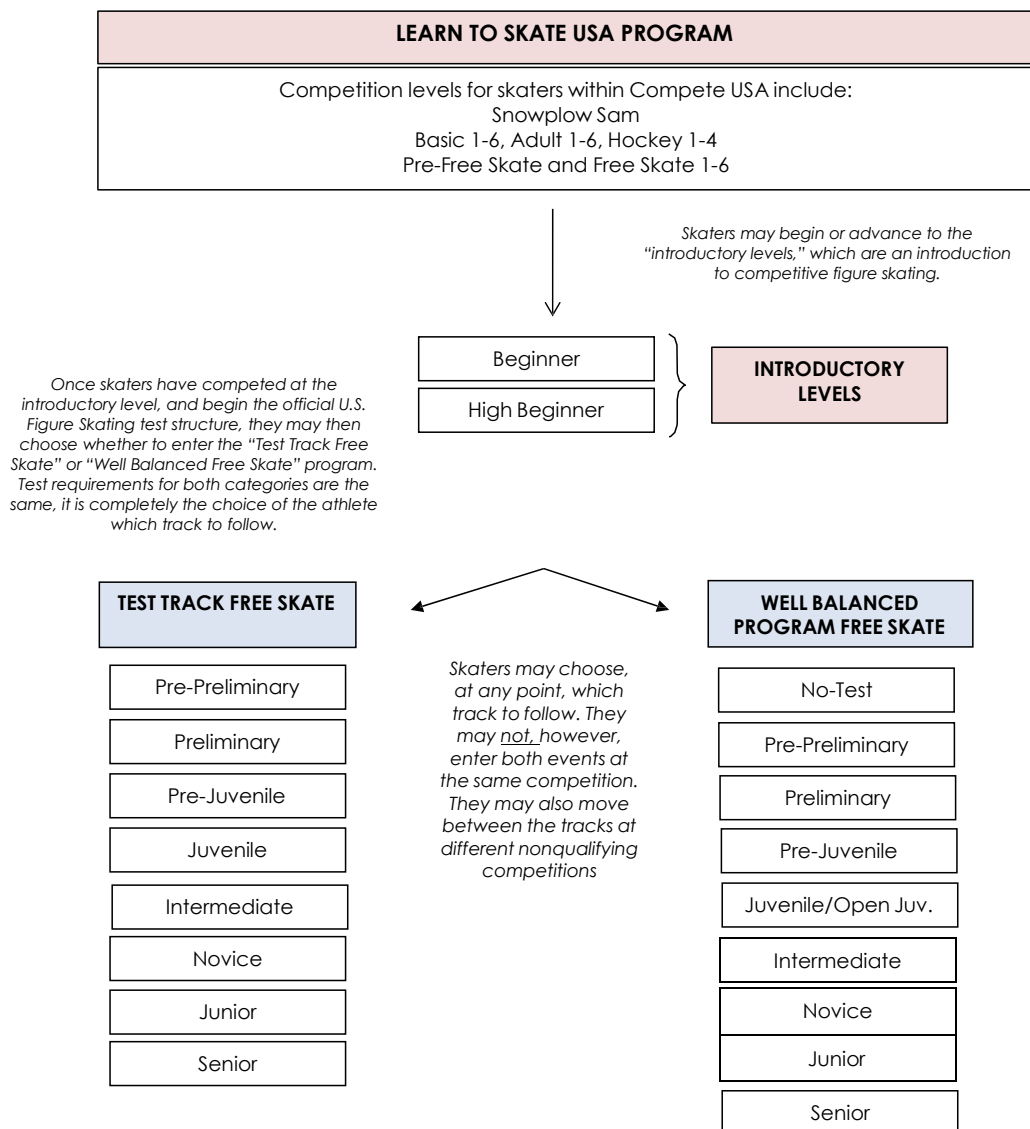 LEARN TO SKATE USA PROGRAM
Competition levels for skaters within Compete USA include:
Snowplow Sam
Basic 1-6, Adult 1-6, Hockey 1-4
Pre-Free Skate and Free Skate 1-6
Skaters may begin or advance to the
“introductory levels,” which are an introduction
to competitive figure skating.
Beginner
High Beginner
INTRODUCTORY
LEVELS
Once skaters have competed at the
introductory level, and begin the official U.S.
Figure Skating test structure, they may then
choose whether to enter the “Test Track Free
Skate” or “Well Balanced Free Skate” program.
Test requirements for both categories are the
same, it is completely the choice of the athlete
which track to follow.
TEST TRACK FREE SKATE
Pre-Preliminary
Preliminary
Pre-Juvenile
Juvenile
Intermediate
Novice
Junior
Senior
Skaters may choose,
at any point, which
track to follow. They
may not, however,
enter both events at
the same competition.
They may also move
between the tracks at
different nonqualifying
competitions
WELL BALANCED
PROGRAM FREE SKATE
No-Test
Pre-Preliminary
Preliminary
Pre-Juvenile
Juvenile/Open Juv.
Intermediate
Novice
Junior
Senior